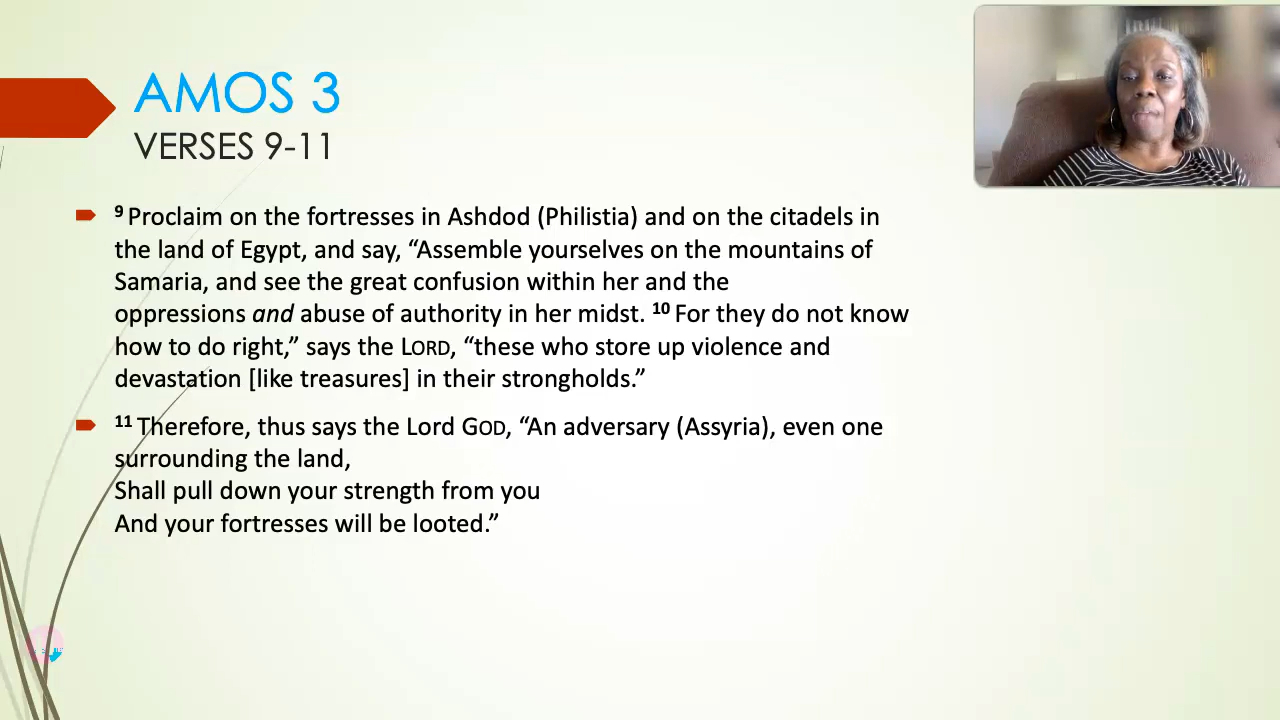 AMOS 3
VERSES 9-11
⁹ Proclaim on the fortresses in Ashdod (Philistia) and on the citadels in
the land of Egypt, and say, “Assemble yourselves on the mountains of
Samaria, and see the great confusion within her and the
oppressions and abuse of authority in her midst. ¹⁰ For they do not know
how to do right,” says the LORD, “these who store up violence and
devastation [like treasures] in their strongholds.”
¹¹ Therefore, thus says the Lord GOD, “An adversary (Assyria), even one
surrounding the land,
Shall pull down your strength from you
And your fortresses will be looted.”